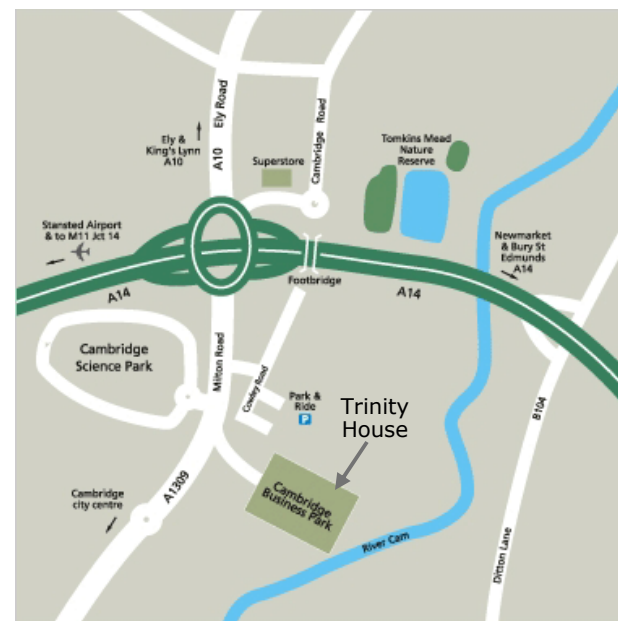 Ely Road
A10
Ely &
King's Lynn
A10
Superstore
Cambridge Road
Tomkins Mead
Nature
Reserve
Stansted Airport
& to M11 Jct 14
Newmarket
& Bury St
Edmunds
A14
Footbridge
A14
A14
Cambridge
Science Park
Milton Road
Cowley Road
Park &
Ride
P
Trinity
House
B104
Cambridge
Business Park
Cambridge
city centre
A1309
River Cam
Ditton Lane